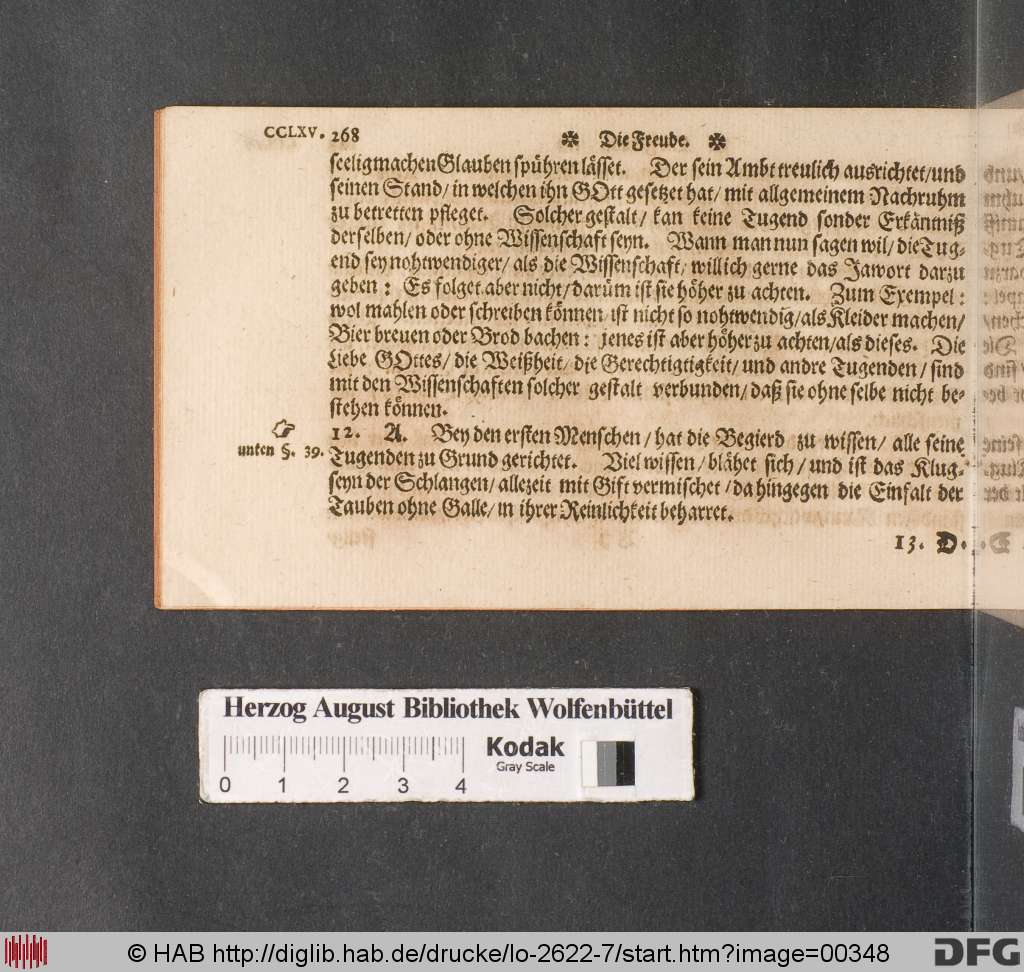 CCLXV. 268
✼ Die Freude. ✼
seeligmachen Glauben spühren lässet. Der sein Ambt treulich ausrichtet/und
seinen Stand/ in welchen ihn GOtt gesetzet hat/ mit allgemeinem Nachruhm
zu betretten pfleget. Solcher gestalt/ kan keine Tugend sonder Erkäntniß
derselben/ oder ohne Wissenschaft seyn. Wann man nun sagen wil/ die Tug-
end sey nohtwendiger/ als die Wissenschaft/ will ich gerne das Jawort darzu
geben: Es folget aber nicht/ darüm ist sie höher zu achten. Zum Exempel:
wol mahlen oder schreiben können ist nicht so nohtwendig/als Kleider machen/
Bier breuen oder Brod bachen: jenes ist aber höher zu achten/als dieses. Die
Liebe GOttes/ die Weißheit/ die Gerechtigtigkeit/ und andre Tugenden/ sind
mit den Wissenschaften solcher gestalt verbunden/ daß sie ohne selbe nicht be-
stehen können.
☞
unten §. 39.
12. A. Bey den ersten Menschen/ hat die Begierd zu wissen/ alle seine
Tugenden zu Grund gerichtet. Viel wissen/ blähet sich/ und ist das Klug-
seyn der Schlangen/ allezeit mit Gift vermischet/ da hingegen die Einfalt der
Tauben ohne Galle/ in ihrer Reinlichkeit beharret.
13. D.
Herzog August Bibliothek Wolfenbüttel
Kodak
Gray Scale
0 1 2 3 4
© HAB http://diglib.hab.de/drucke/lo-2622-7/start.htm?image=00348
DFG